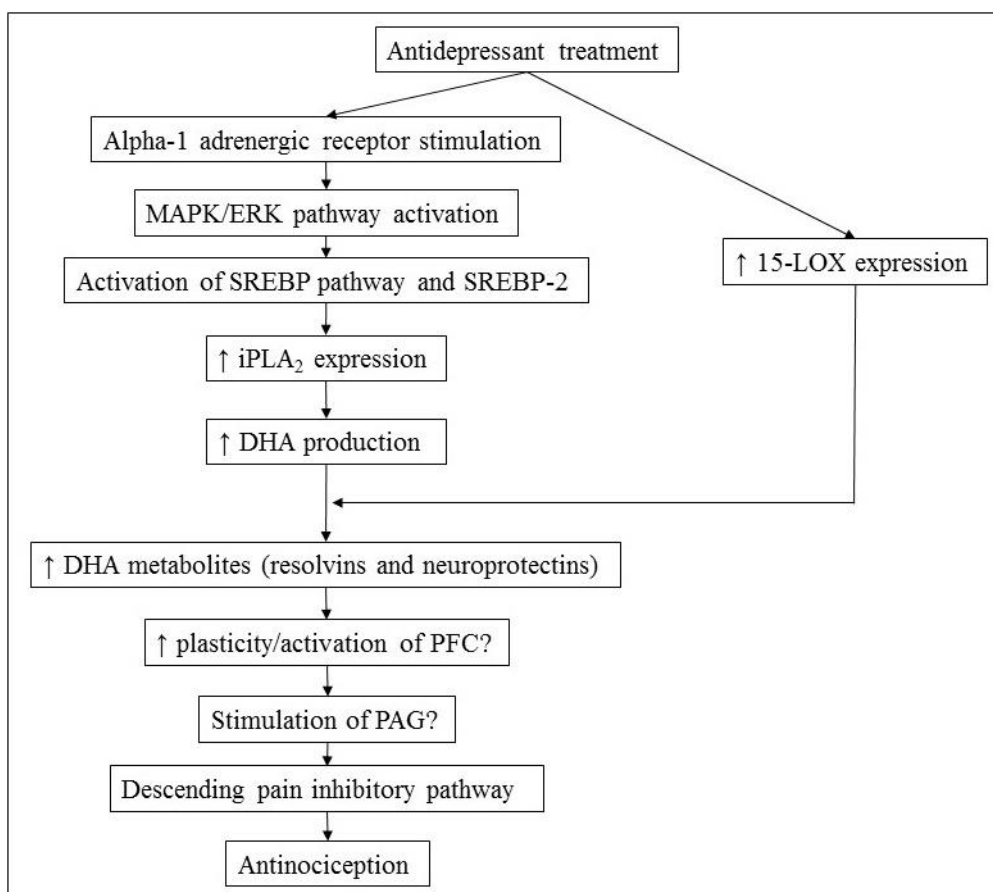 Antidepressant treatment
Alpha-1 adrenergic receptor stimulation
MAPK/ERK pathway activation
↑ 15-LOX expression
Activation of SREBP pathway and SREBP-2
↑ iPLA₂ expression
↑ DHA production
↑ DHA metabolites (resolvins and neuroprotectins)
↑ plasticity/activation of PFC?
Stimulation of PAG?
Descending pain inhibitory pathway
Antinociception